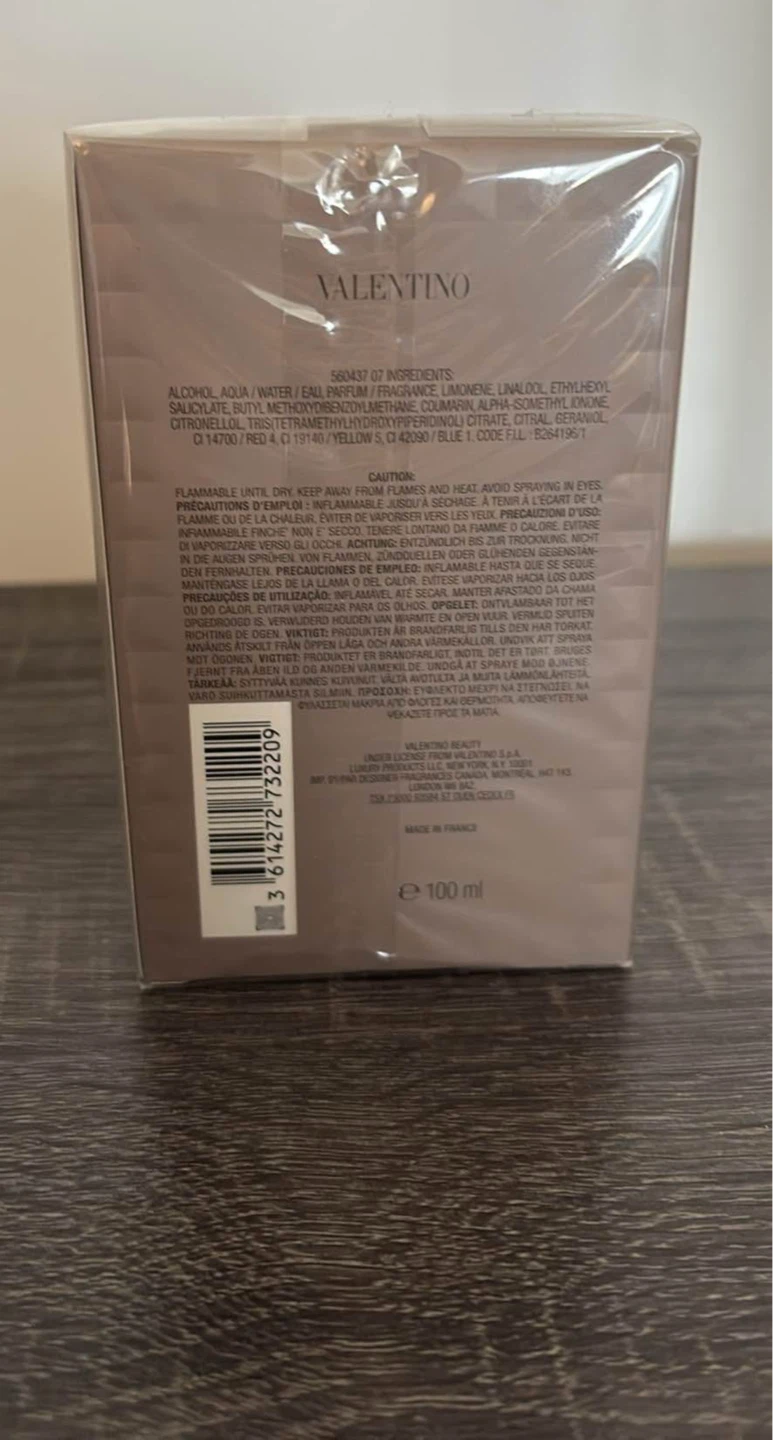 VALENTINO
560437 07 INGREDIENTS:
ALCOHOL, AQUA / WATER / EAU, PARFUM / FRAGRANCE, LIMONENE, LINALOOL, ETHYLHEXYL
SALICYLATE, BUTYL METHOXYDIBENZOYLMETHANE, COUMARIN, ALPHA-ISOMETHYL IONONE,
CITRONELLOL, TRIS(TETRAMETHYLHYDROXYPIPERIDINOL) CITRATE, CITRAL, GERANIOL,
CI 14700 / RED 4, CI 19140 / YELLOW 5, CI 42090 / BLUE 1. CODE F.I.L. : B264196/1
CAUTION:
FLAMMABLE UNTIL DRY. KEEP AWAY FROM FLAMES AND HEAT. AVOID SPRAYING IN EYES.
PRÉCAUTIONS D'EMPLOI : INFLAMMABLE JUSQU'À SÉCHAGE. À TENIR À L'ÉCART DE LA
FLAMME OU DE LA CHALEUR. ÉVITER DE VAPORISER VERS LES YEUX. PRECAUZIONI D'USO:
INFIAMMABILE FINCHE' NON E' SECCO. TENERE LONTANO DA FIAMME O CALORE. EVITARE
DI VAPORIZZARE VERSO GLI OCCHI. ACHTUNG: ENTZÜNDLICH BIS ZUR TROCKNUNG. NICHT
IN DIE AUGEN SPRÜHEN. VON FLAMMEN, ZÜNDQUELLEN ODER GLÜHENDEN GEGENSTÄN-
DEN FERNHALTEN. PRECAUCIONES DE EMPLEO: INFLAMABLE HASTA QUE SE SEQUE.
MANTÉNGASE LEJOS DE LA LLAMA O DEL CALOR. EVÍTESE VAPORIZAR HACIA LOS OJOS.
PRECAUÇÕES DE UTILIZAÇÃO: INFLAMÁVEL ATÉ SECAR. MANTER AFASTADO DA CHAMA
OU DO CALOR. EVITAR VAPORIZAR PARA OS OLHOS. OPGELET: ONTVLAMBAAR TOT HET
OPGEDROOGD IS. VERWIJDERD HOUDEN VAN WARMTE EN OPEN VUUR. VERMIJD SPUITEN
RICHTING DE OGEN. VIKTIGT: PRODUKTEN ÄR BRANDFARLIG TILLS DEN HAR TORKAT.
ANVÄNDS ÅTSKILT FRÅN ÖPPEN LÅGA OCH ANDRA VÄRMEKÄLLOR. UNDVIK ATT SPRAYA
MOT ÖGONEN. VIGTIGT: PRODUKTET ER BRANDFARLIGT, INDTIL DET ER TØRT. BRUGES
FJERNT FRA ÅBEN ILD OG ANDEN VARMEKILDE. UNDGÅ AT SPRAYE MOD ØJNENE.
TÄRKEÄÄ: SYTTYVÄÄ KUNNES KUIVUNUT. VÄLTÄ AVOTULTA JA MUITA LÄMMÖNLÄHTEITÄ.
VARO SUIHKUTTAMASTA SILMIIN. ΠΡΟΣΟΧΗ: ΕΥΦΛΕΚΤΟ ΜΕΧΡΙ ΝΑ ΣΤΕΓΝΩΣΕΙ. ΝΑ
ΦΥΛΑΣΣΕΤΑΙ ΜΑΚΡΙΑ ΑΠΟ ΦΛΟΓΕΣ ΚΑΙ ΘΕΡΜΟΤΗΤΑ. ΑΠΟΦΕΥΓΕΤΕ ΝΑ
ΨΕΚΑΖΕΤΕ ΠΡΟΣ ΤΑ ΜΑΤΙΑ.
VALENTINO BEAUTY
UNDER LICENSE FROM VALENTINO S.p.A.
LUXURY PRODUCTS LLC, NEW YORK, N.Y. 10001
IMP. BY/PAR DESIGNER FRAGRANCES CANADA, MONTRÉAL,
LONDON W6 8AZ
MADE IN FRANCE
℮ 100 ml
3 614272 732209